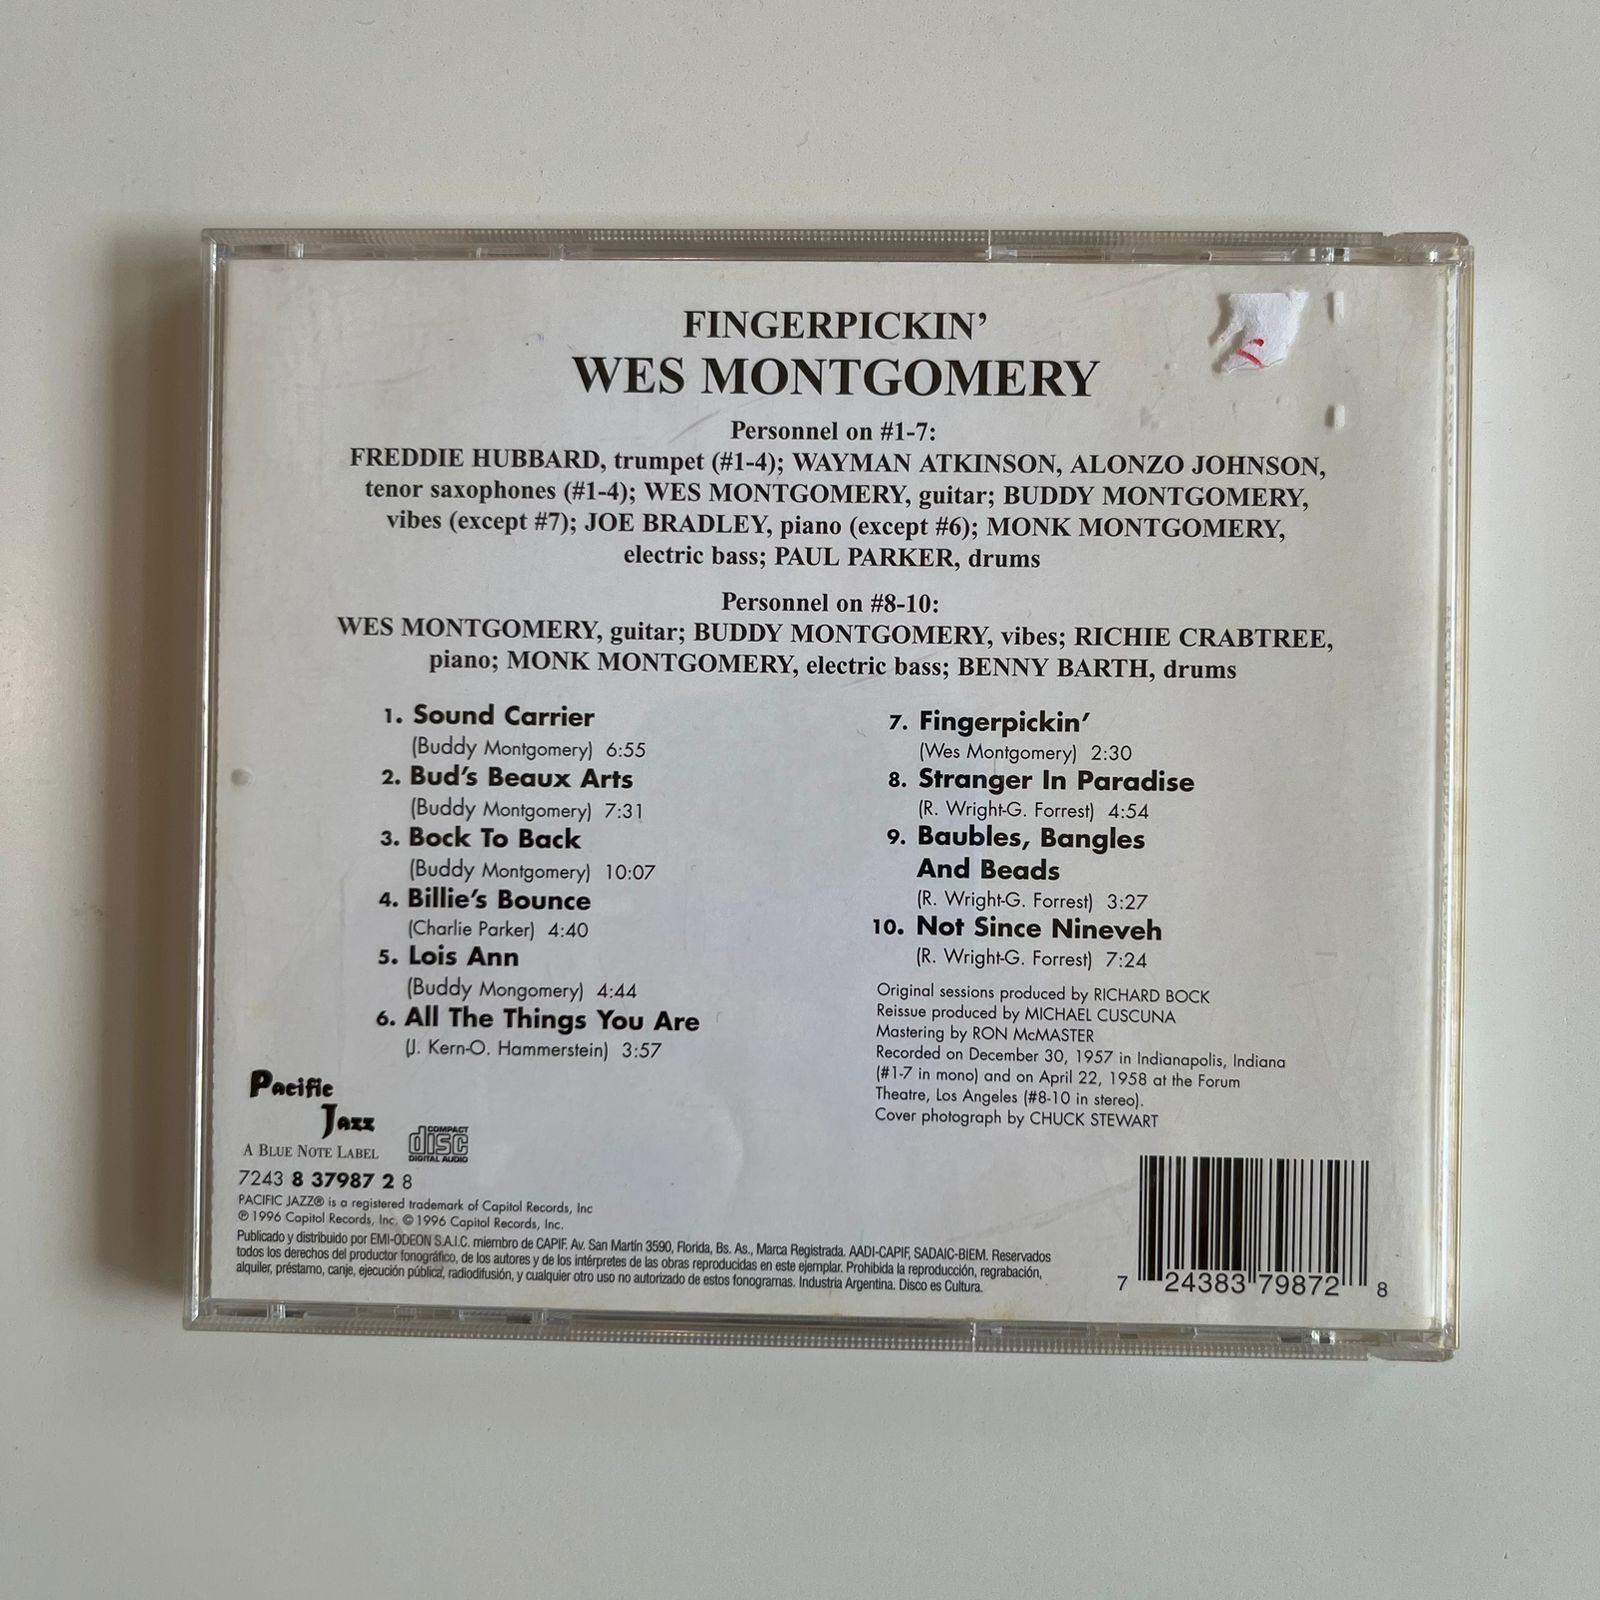 FINGERPICKIN’
WES MONTGOMERY
Personnel on #1-7:
FREDDIE HUBBARD, trumpet (#1-4); WAYMAN ATKINSON, ALONZO JOHNSON,
tenor saxophones (#1-4); WES MONTGOMERY, guitar; BUDDY MONTGOMERY,
vibes (except #7); JOE BRADLEY, piano (except #6); MONK MONTGOMERY,
electric bass; PAUL PARKER, drums
Personnel on #8-10:
WES MONTGOMERY, guitar; BUDDY MONTGOMERY, vibes; RICHIE CRABTREE,
piano; MONK MONTGOMERY, electric bass; BENNY BARTH, drums
1. Sound Carrier
(Buddy Montgomery) 6:55
2. Bud’s Beaux Arts
(Buddy Montgomery) 7:31
3. Bock To Back
(Buddy Montgomery) 10:07
4. Billie’s Bounce
(Charlie Parker) 4:40
5. Lois Ann
(Buddy Mongomery) 4:44
6. All The Things You Are
(J. Kern-O. Hammerstein) 3:57
7. Fingerpickin’
(Wes Montgomery) 2:30
8. Stranger In Paradise
(R. Wright-G. Forrest) 4:54
9. Baubles, Bangles
And Beads
(R. Wright-G. Forrest) 3:27
10. Not Since Nineveh
(R. Wright-G. Forrest) 7:24
Original sessions produced by RICHARD BOCK
Reissue produced by MICHAEL CUSCUNA
Mastering by RON McMASTER
Recorded on December 30, 1957 in Indianapolis, Indiana
(#1-7 in mono) and on April 22, 1958 at the Forum
Theatre, Los Angeles (#8-10 in stereo).
Cover photograph by CHUCK STEWART
Pacific
Jazz
A BLUE NOTE LABEL
COMPACT
disc
DIGITAL AUDIO
7243 8 37987 2 8
PACIFIC JAZZ® is a registered trademark of Capitol Records, Inc
℗ 1996 Capitol Records, Inc. © 1996 Capitol Records, Inc.
Publicado y distribuido por EMI-ODEON S.A.I.C. miembro de CAPIF. Av. San Martín 3590, Florida, Bs. As., Marca Registrada. AADI-CAPIF, SADAIC-BIEM. Reservados
todos los derechos del productor fonográfico, de los autores y de los intérpretes de las obras reproducidas en este ejemplar. Prohibida la reproducción, regrabación,
alquiler, préstamo, canje, ejecución pública, radiodifusión, y cualquier otro uso no autorizado de estos fonogramas. Industria Argentina. Disco es Cultura.
7 24383 79872 8